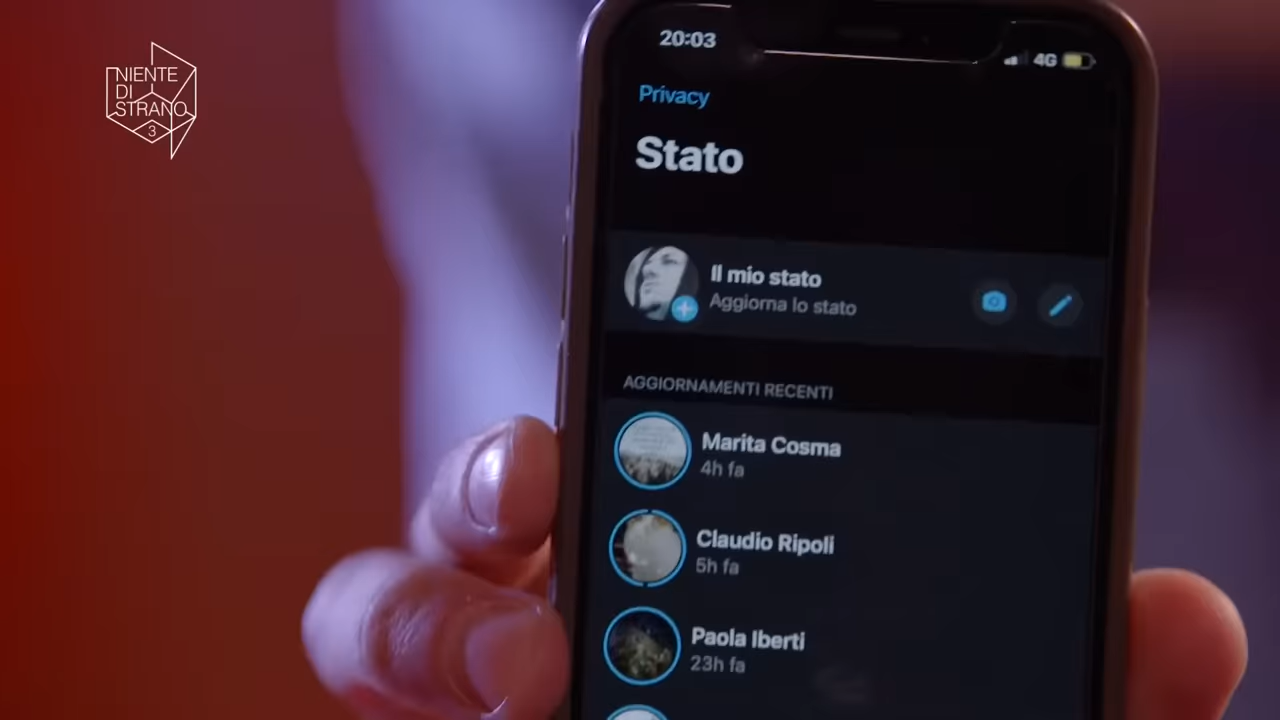 NIENTE
DI
STRANO
3
20:03
4G
Privacy
Stato
Il mio stato
Aggiorna lo stato
AGGIORNAMENTI RECENTI
Marita Cosma
4h fa
Claudio Ripoli
5h fa
Paola Iberti
23h fa